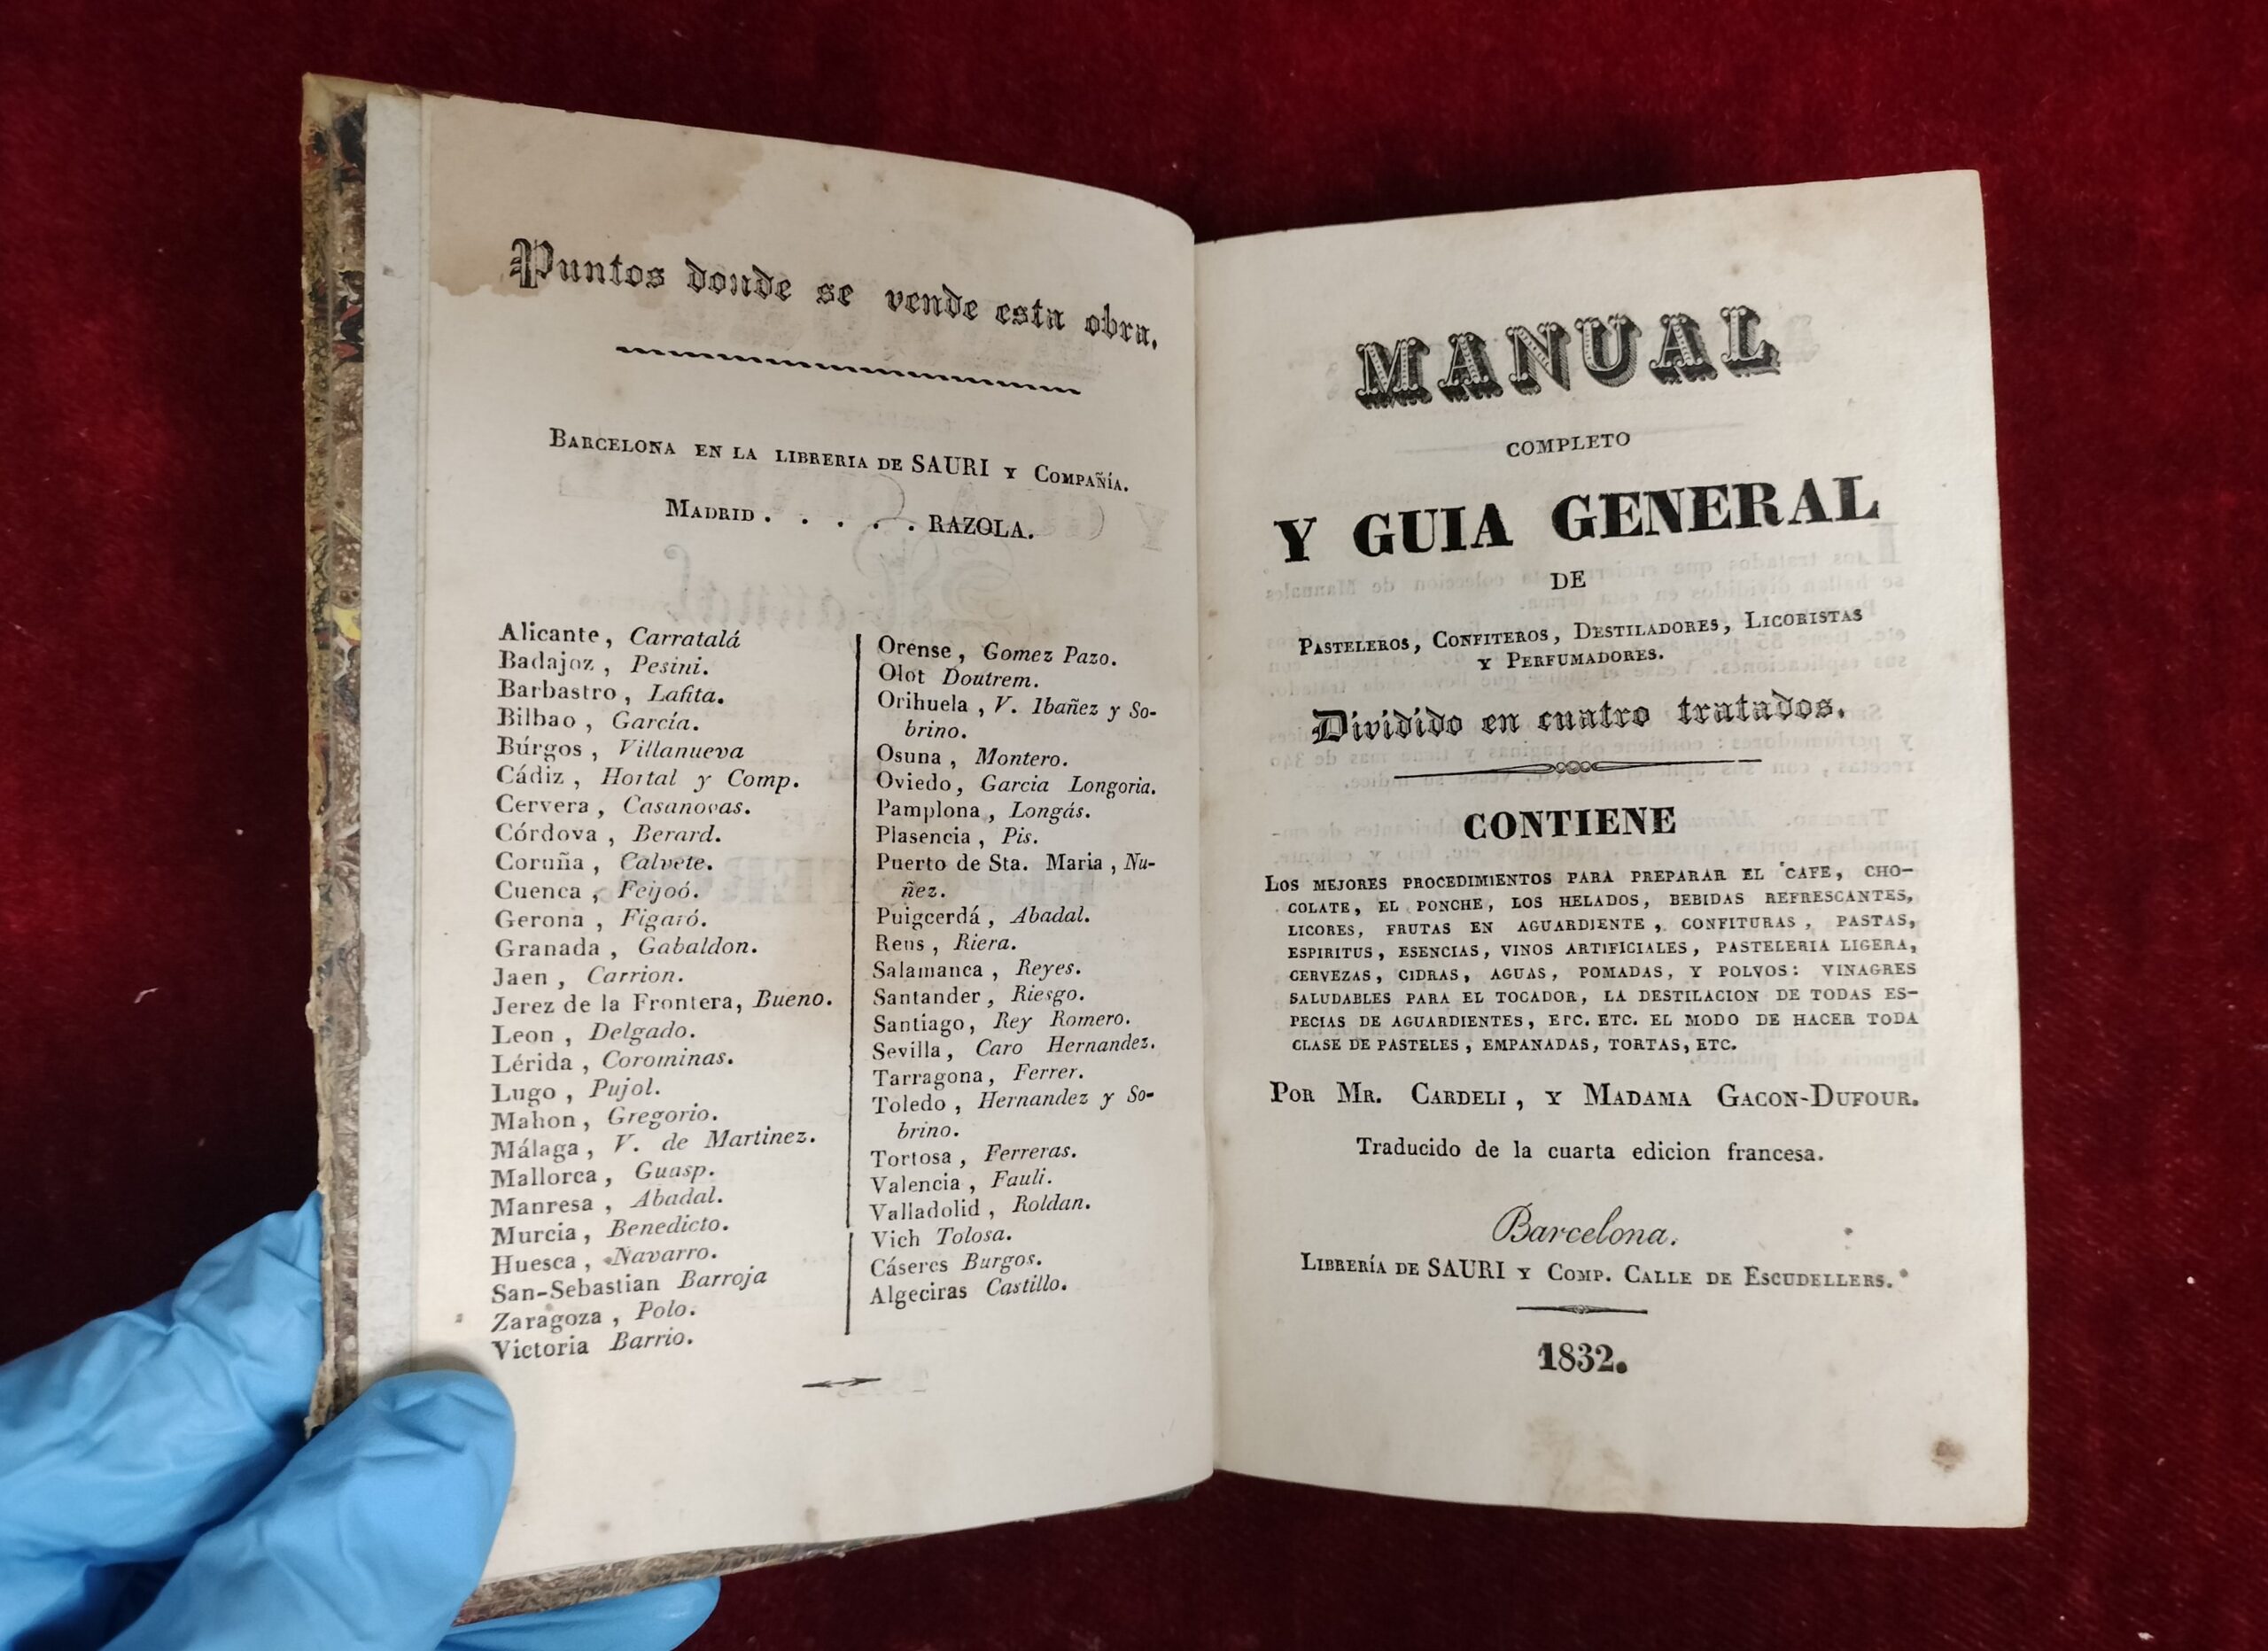 Puntos donde se vende esta obra.
BARCELONA EN LA LIBRERIA DE SAURI Y COMPAÑÍA.
MADRID . . . . . RAZOLA.
Alicante, Carratalá
Badajoz, Pesini.
Barbastro, Lafita.
Bilbao, García.
Búrgos, Villanueva
Cádiz, Hortal y Comp.
Cervera, Casanovas.
Córdova, Berard.
Coruña, Calvete.
Cuenca, Feijoó.
Gerona, Figaró.
Granada, Gabaldon.
Jaen, Carrion.
Jerez de la Frontera, Bueno.
Leon, Delgado.
Lérida, Corominas.
Lugo, Pujol.
Mahon, Gregorio.
Málaga, V. de Martinez.
Mallorca, Guasp.
Manresa, Abadal.
Murcia, Benedicto.
Huesca, Navarro.
San-Sebastian Barroja
Zaragoza, Polo.
Victoria Barrio.
Orense, Gomez Pazo.
Olot Doutrem.
Orihuela, V. Ibañez y So-
brino.
Osuna, Montero.
Oviedo, Garcia Longoria.
Pamplona, Longás.
Plasencia, Pis.
Puerto de Sta. Maria, Nu-
ñez.
Puigcerdá, Abadal.
Reus, Riera.
Salamanca, Reyes.
Santander, Riesgo.
Santiago, Rey Romero.
Sevilla, Caro Hernandez.
Tarragona, Ferrer.
Toledo, Hernandez y So-
brino.
Tortosa, Ferreras.
Valencia, Fauli.
Valladolid, Roldan.
Vich Tolosa.
Cáseres Burgos.
Algeciras Castillo.
MANUAL
COMPLETO
Y GUIA GENERAL
DE
PASTELEROS, CONFITEROS, DESTILADORES, LICORISTAS
Y PERFUMADORES.
Dividido en cuatro tratados.
CONTIENE
LOS MEJORES PROCEDIMIENTOS PARA PREPARAR EL CAFE, CHO-
COLATE, EL PONCHE, LOS HELADOS, BEBIDAS REFRESCANTES,
LICORES, FRUTAS EN AGUARDIENTE, CONFITURAS, PASTAS,
ESPIRITUS, ESENCIAS, VINOS ARTIFICIALES, PASTELERIA LIGERA,
CERVEZAS, CIDRAS, AGUAS, POMADAS, Y POLVOS: VINAGRES
SALUDABLES PARA EL TOCADOR, LA DESTILACION DE TODAS ES-
PECIAS DE AGUARDIENTES, ETC. ETC. EL MODO DE HACER TODA
CLASE DE PASTELES, EMPANADAS, TORTAS, ETC.
POR MR. CARDELI, Y MADAMA GACON-DUFOUR.
Traducido de la cuarta edicion francesa.
Barcelona.
LIBRERÍA DE SAURI Y COMP. CALLE DE ESCUDELLERS.
1832.